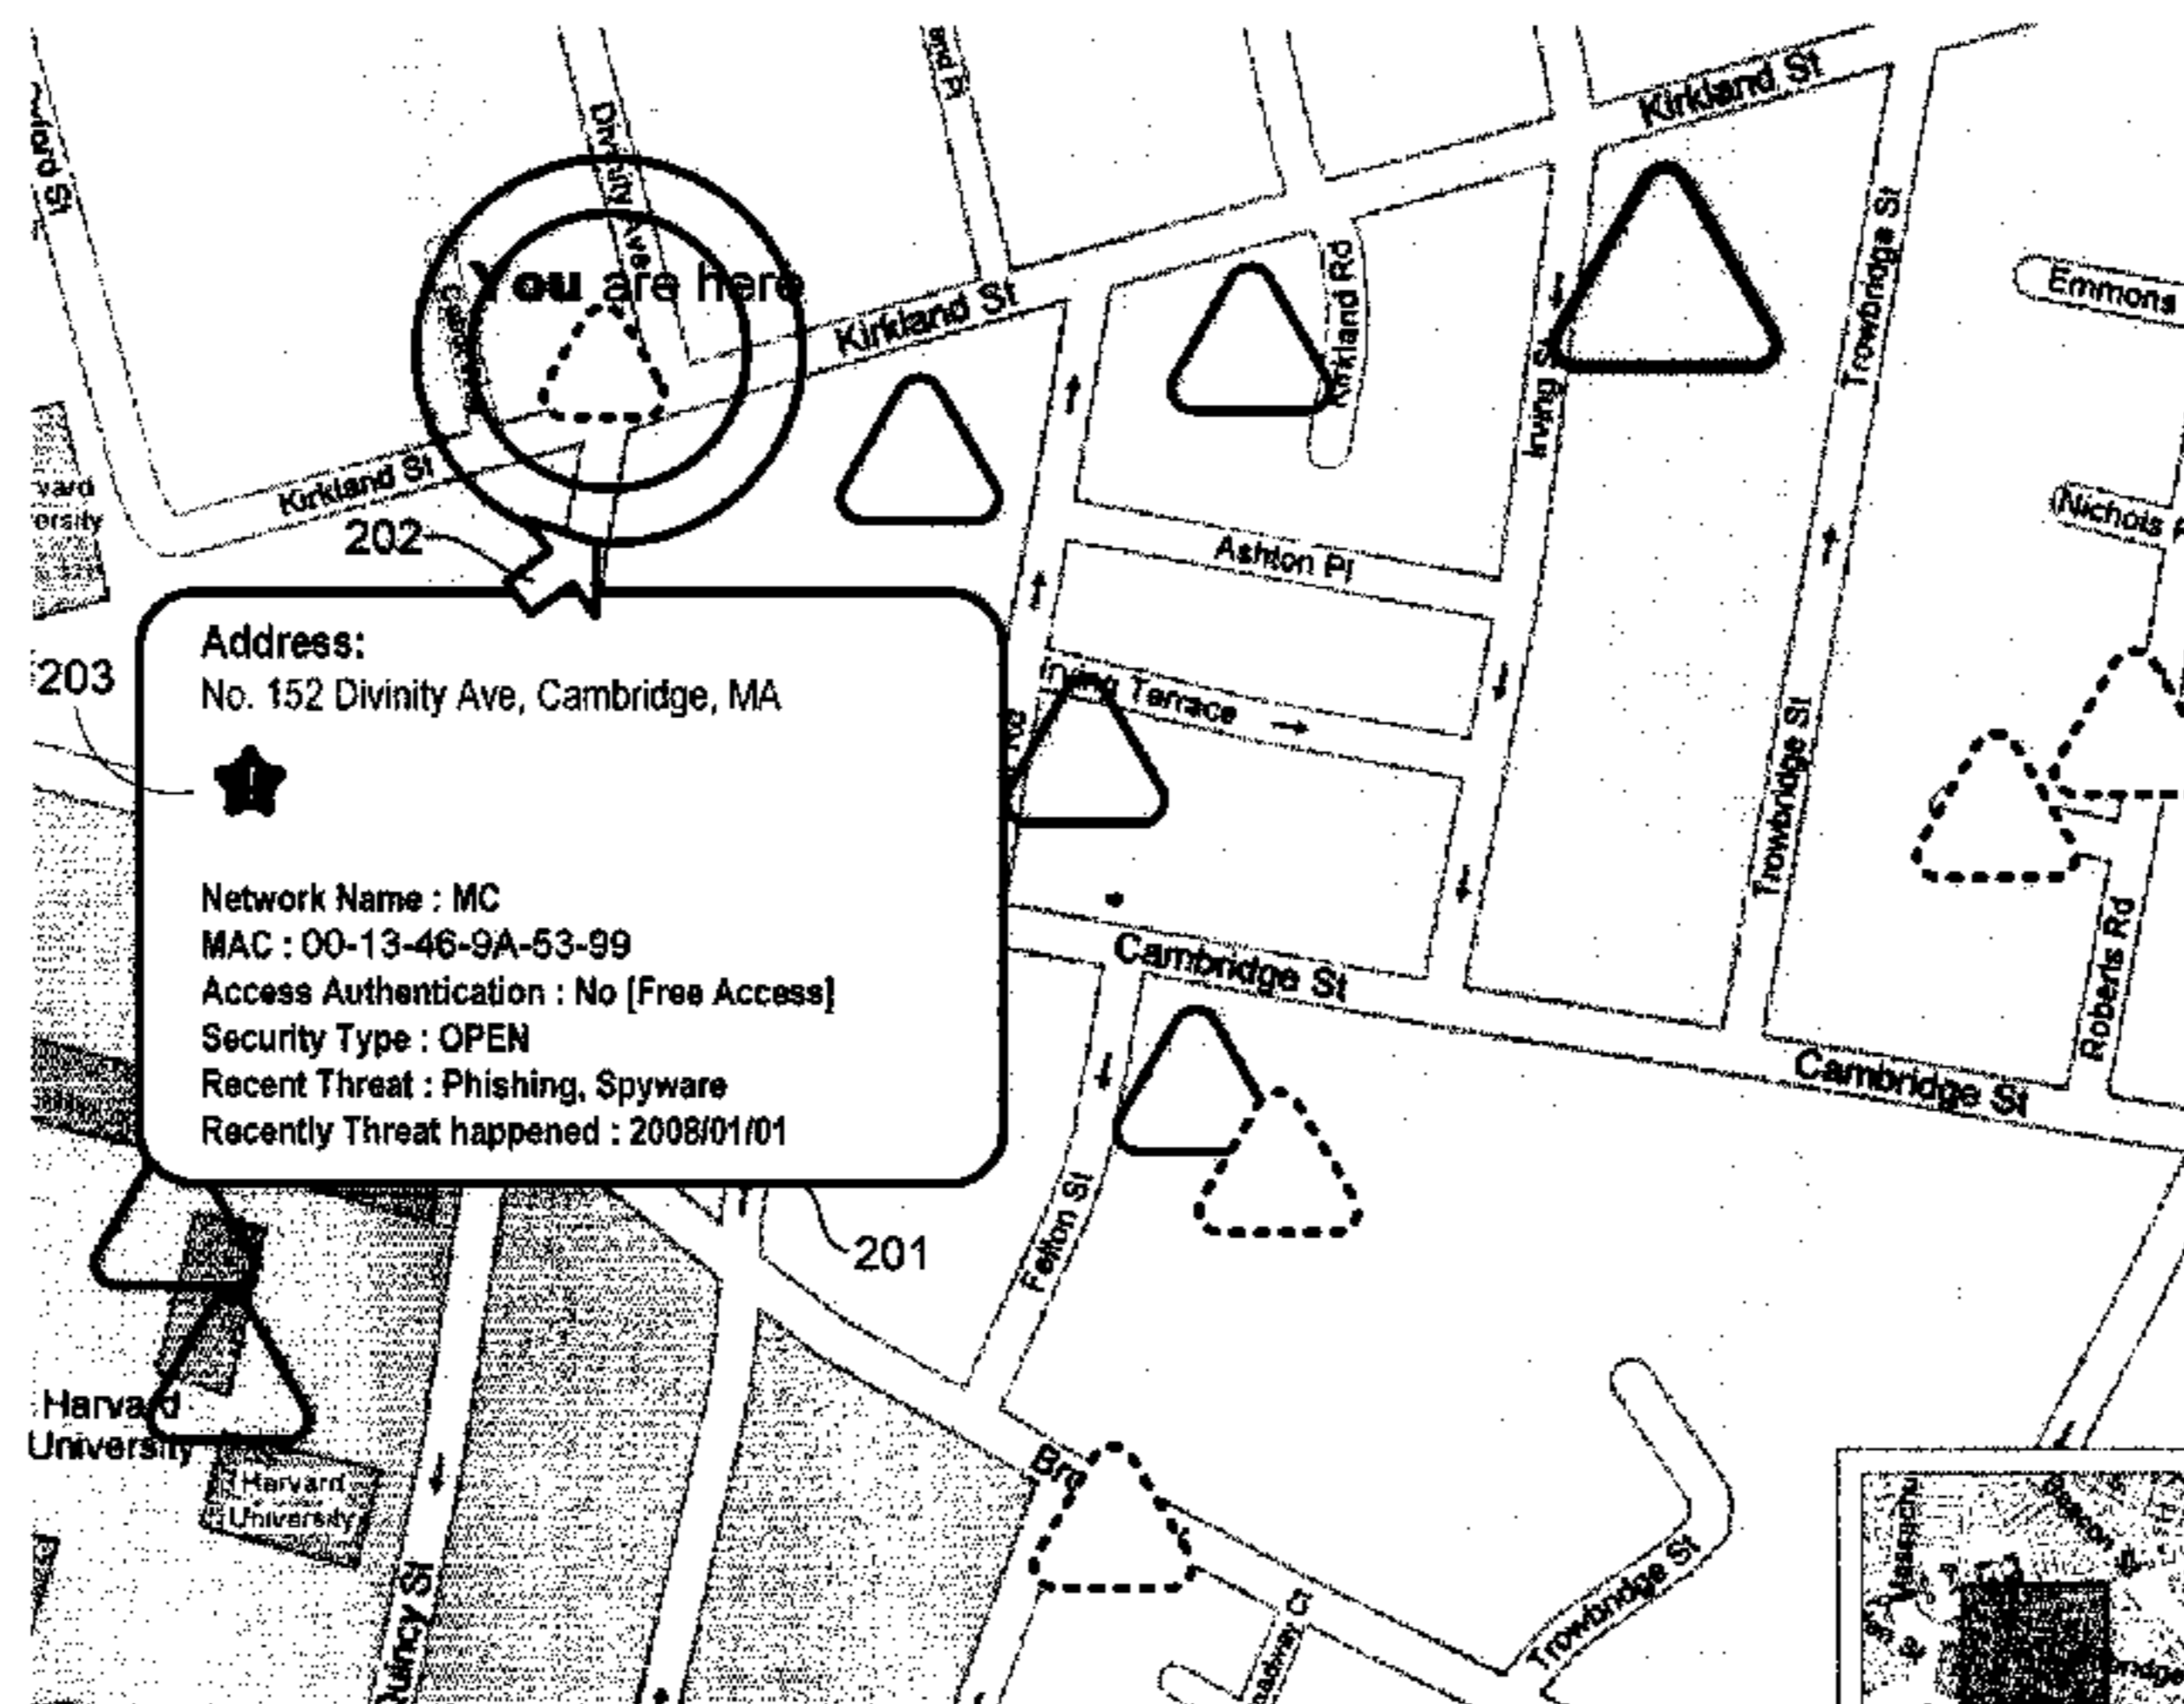 Kirkland St
Divinity Ave
You are here
Kirkland St
Kirkland Rd
Trowbridge St
Emmons
Irving St
Kirkland St
202
Nichols
Ashton Pl
203
Address:
No. 152 Divinity Ave, Cambridge, MA
Terrace
Rd
Trowbridge St
Network Name : MC
MAC : 00-13-46-9A-53-99
Access Authentication : No [Free Access]
Security Type : OPEN
Recent Threat : Phishing, Spyware
Recently Threat happened : 2008/01/01
Cambridge St
Roberts Rd
Cambridge St
Felton St
201
Harvard
University
Harvard
University
Quincy St
Trowbridge St